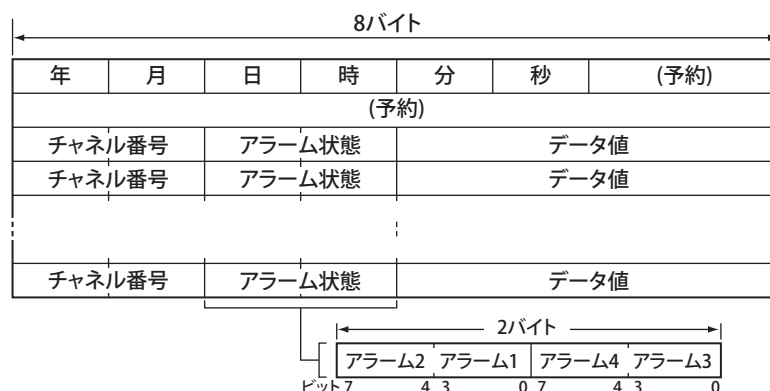 8バイト
年 月 日 時 分 秒 (予約)
(予約)
チャネル番号 アラーム状態 データ値
チャネル番号 アラーム状態 データ値
チャネル番号 アラーム状態 データ値
2バイト
アラーム2 アラーム1 アラーム4 アラーム3
ビット 7 4 3 0 7 4 3 0